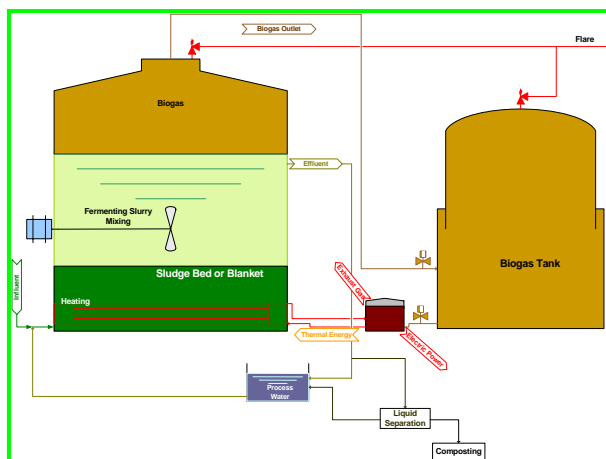 Biogas Outlet
Flare
Biogas
Effluent
Fermenting Slurry
Mixing
Sludge Bed or Blanket
Biogas Tank
Influent
Heating
Exhaust Gas
Thermal Energy
Electric Power
Process
Water
Liquid
Separation
Composting